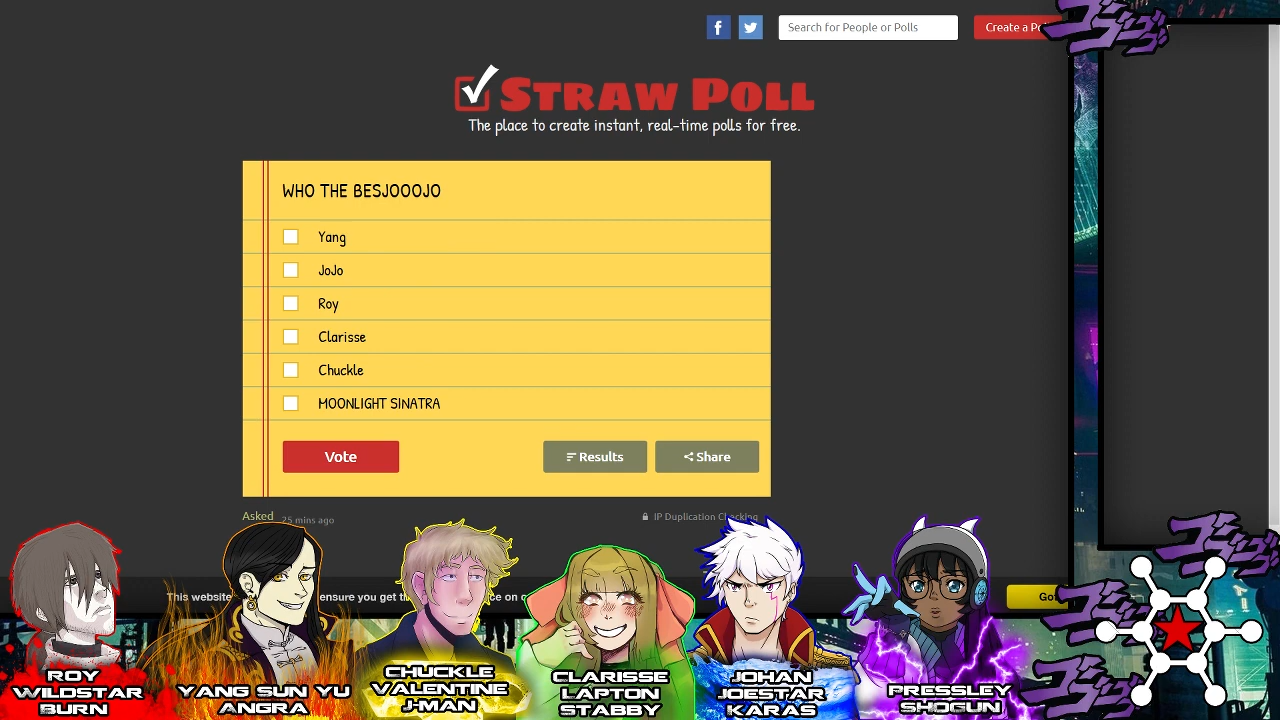 Search for People or Polls
Create a Po
STRAW POLL
The place to create instant, real-time polls for free.
WHO THE BESJOOOJO
Yang
JoJo
Roy
Clarisse
Chuckle
MOONLIGHT SINATRA
Vote
Results
Share
Asked 25 mins ago
IP Duplication Checking
This website
ensure you get th
ce on o
Got
ROY
WILDSTAR
BURN
YANG SUN YU
ANGRA
CHUCKLE
VALENTINE
J-MAN
CLARISSE
LAPTON
STABBY
JOHAN
JOESTAR
KARAS
PRESSLEY
SHOGUN